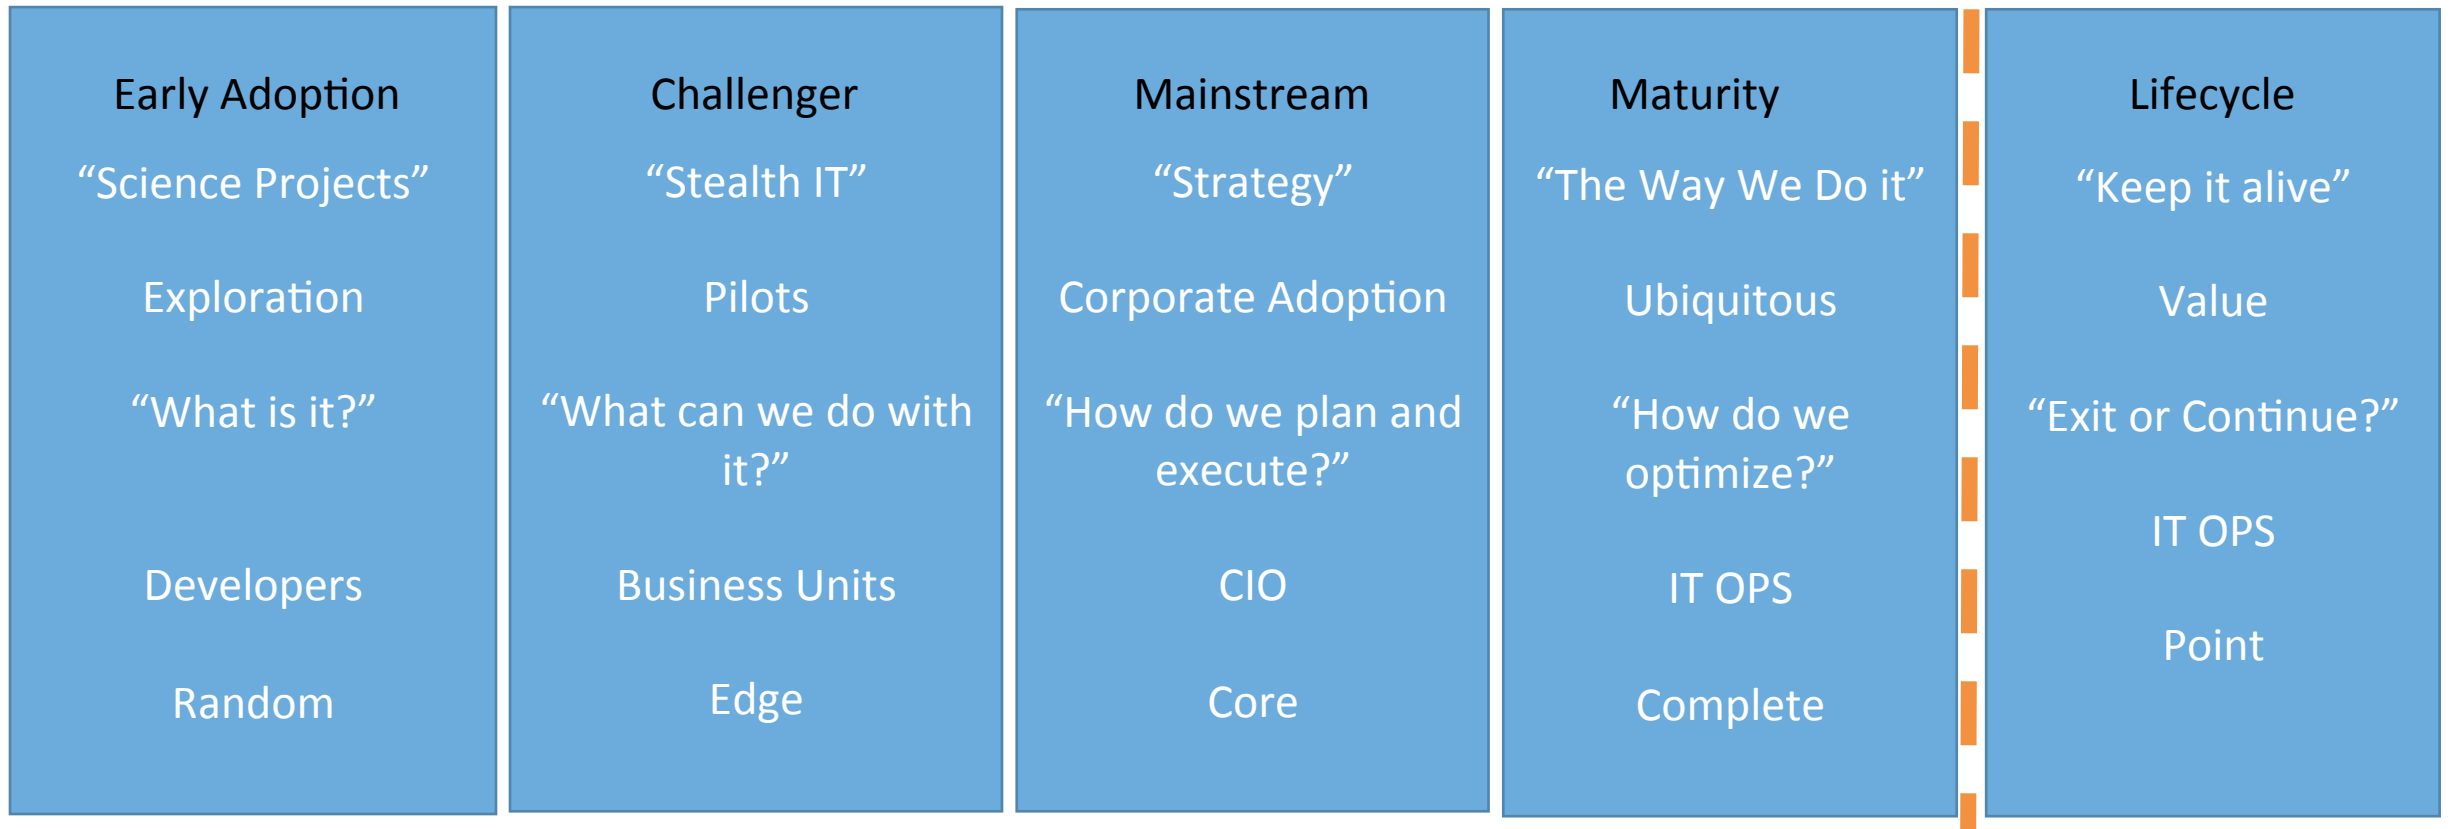 Early Adoption
“Science Projects”
Exploration
“What is it?”
Developers
Random
Challenger
“Stealth IT”
Pilots
“What can we do with
it?”
Business Units
Edge
Mainstream
“Strategy”
Corporate Adoption
“How do we plan and
execute?”
CIO
Core
Maturity
“The Way We Do it”
Ubiquitous
“How do we
optimize?”
IT OPS
Complete
Lifecycle
“Keep it alive”
Value
“Exit or Continue?”
IT OPS
Point